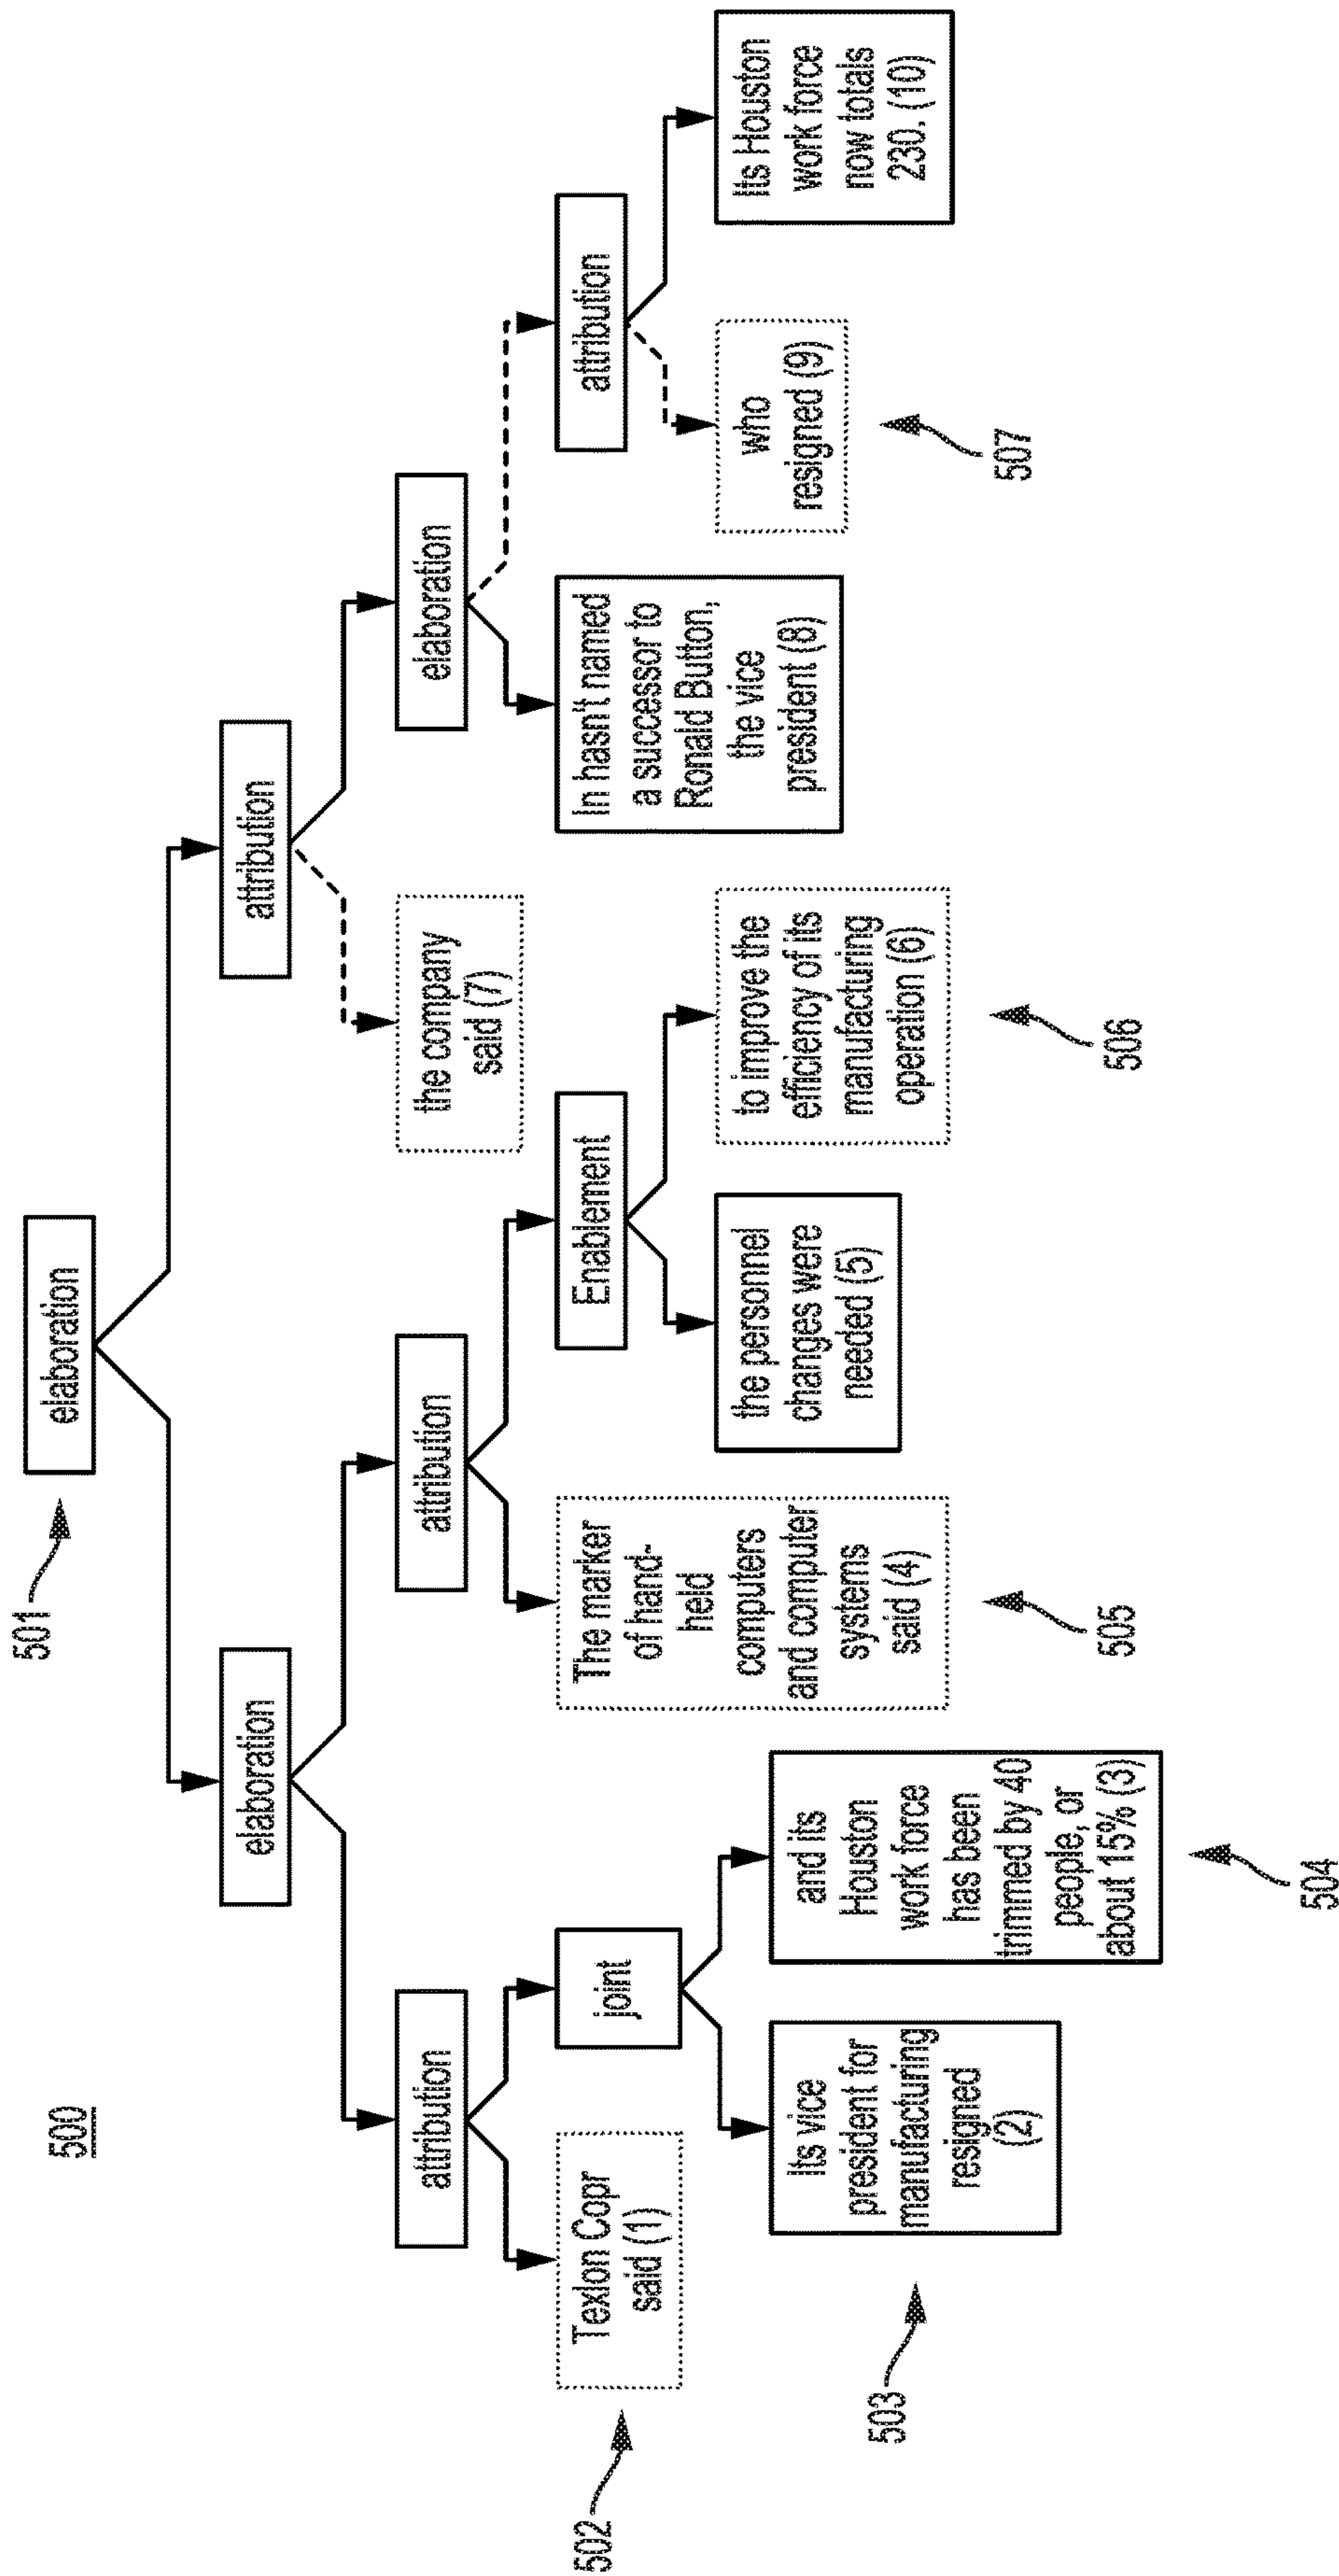 500
501
elaboration
elaboration
attribution
attribution
attribution
the company
said (7)
elaboration
Texlon Copr
said (1)
joint
The marker
of hand-
held
computers
and computer
systems
said (4)
Enablement
In hasn't named
a successor to
Ronald Button,
the vice
president (8)
attribution
502
Its vice
president for
manufacturing
resigned
(2)
and its
Houston
work force
has been
trimmed by 40
people, or
about 15% (3)
the personnel
changes were
needed (5)
to improve the
efficiency of its
manufacturing
operation (6)
who
resigned (9)
Its Houston
work force
now totals
230. (10)
503
504
505
506
507